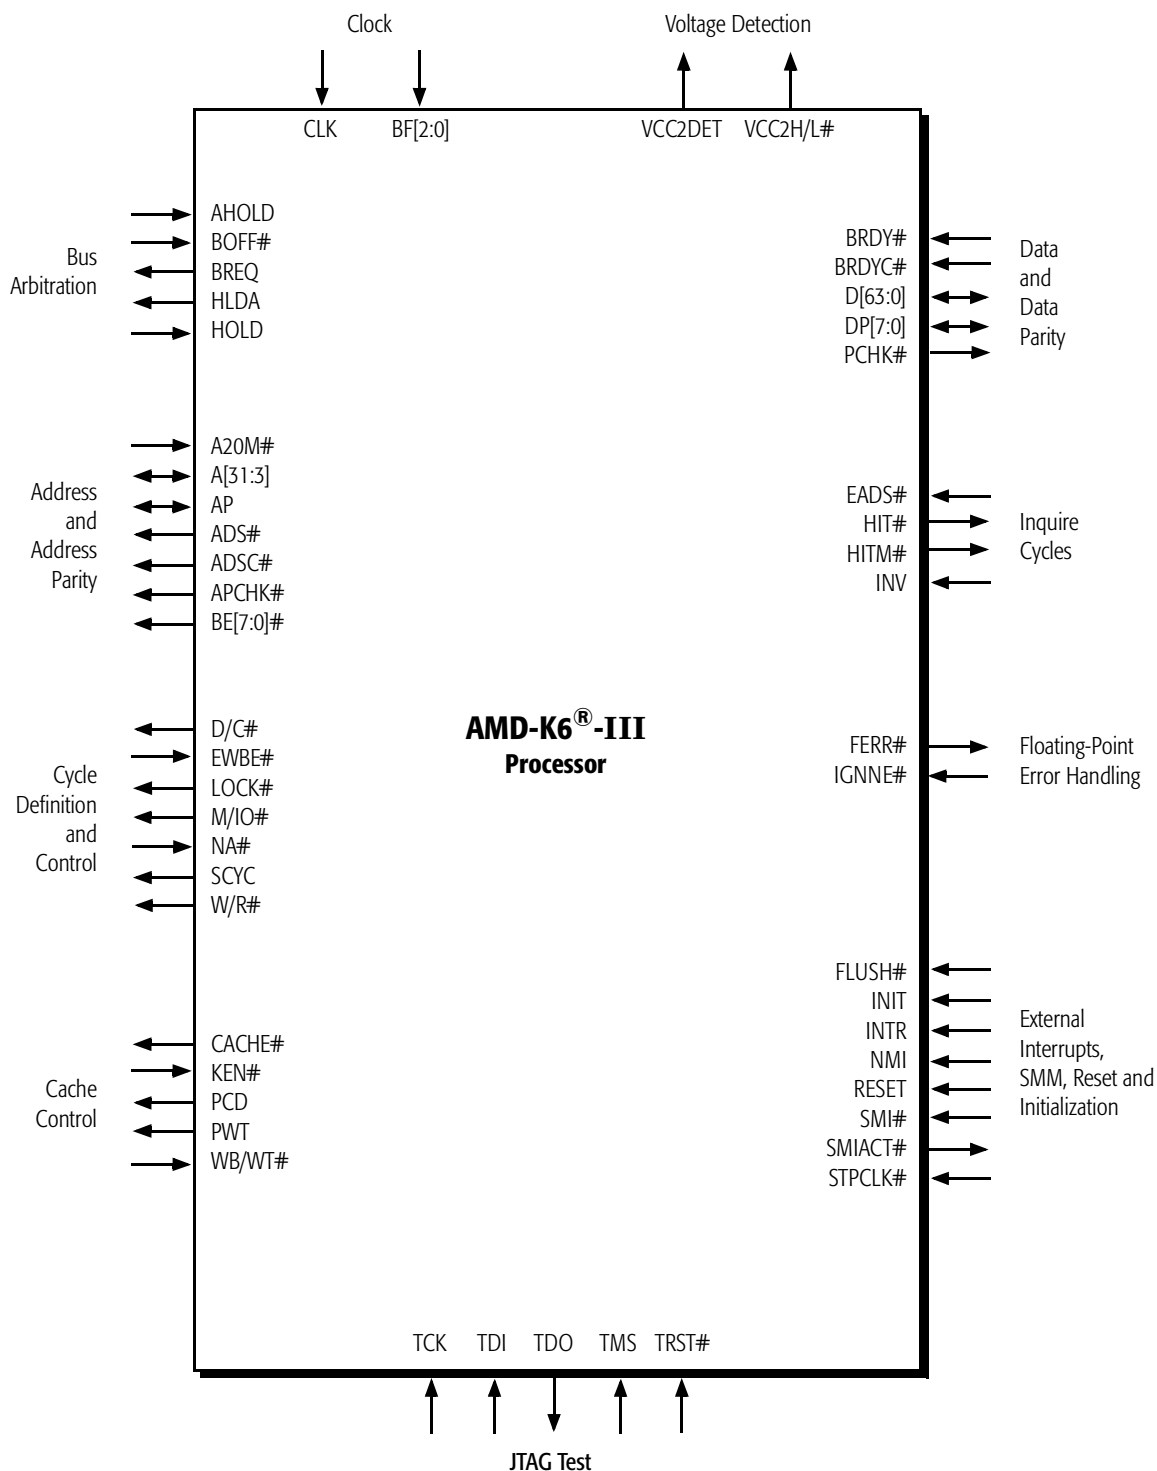 Clock
Voltage Detection
CLK
BF[2:0]
VCC2DET
VCC2H/L#
Bus
Arbitration
AHOLD
BOFF#
BREQ
HLDA
HOLD
Data
and
Data
Parity
BRDY#
BRDYC#
D[63:0]
DP[7:0]
PCHK#
Address
and
Address
Parity
A20M#
A[31:3]
AP
ADS#
ADSC#
APCHK#
BE[7:0]#
EADS#
HIT#
HITM#
INV
Inquire
Cycles
Cycle
Definition
and
Control
D/C#
EWBE#
LOCK#
M/IO#
NA#
SCYC
W/R#
AMD-K6®-III
Processor
FERR#
IGNNE#
Floating-Point
Error Handling
Cache
Control
CACHE#
KEN#
PCD
PWT
WB/WT#
FLUSH#
INIT
INTR
NMI
RESET
SMI#
SMIACT#
STPCLK#
External
Interrupts,
SMM, Reset and
Initialization
TCK
TDI
TDO
TMS
TRST#
JTAG Test